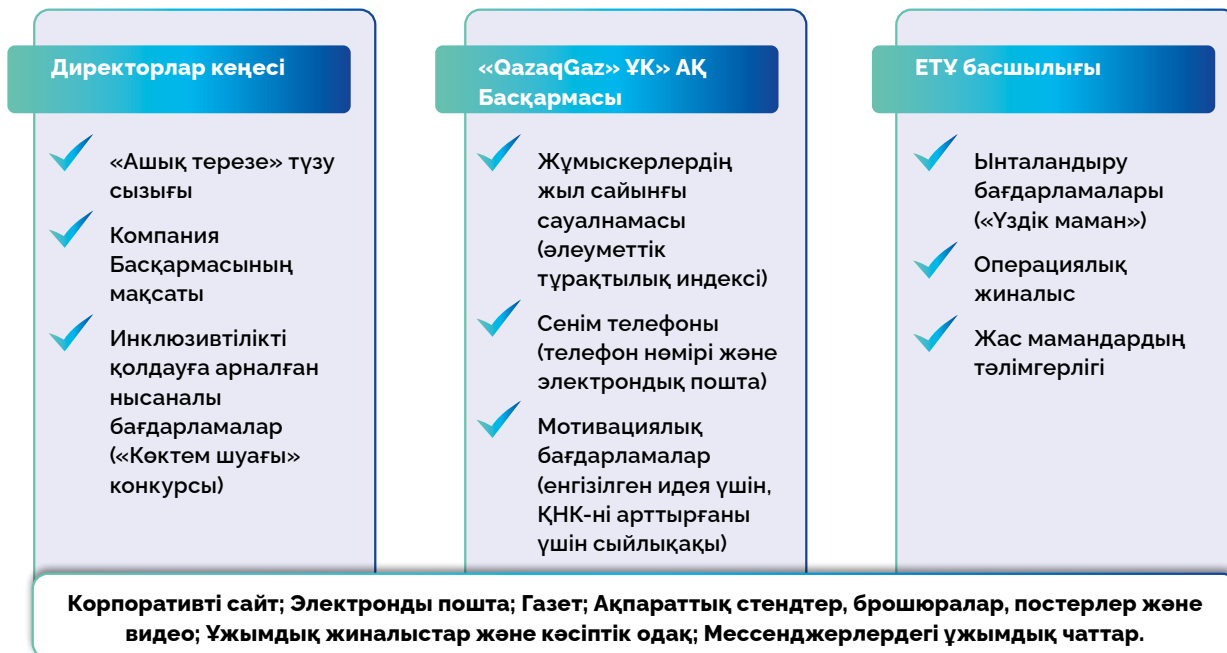 Директорлар кеңесі
«Ашық терезе» түзу
сызығы
Компания
Басқармасының
мақсаты
Инклюзивтілікті
қолдауға арналған
нысаналы
бағдарламалар
(«Көктем шуағы»
конкурсы)
«QazaqGaz» ҰК» АҚ
Басқармасы
Жұмыскерлердің
жыл сайынғы
сауалнамасы
(әлеуметтік
тұрақтылық индексі)
Сенім телефоны
(телефон нөмірі және
электрондық пошта)
Мотивациялық
бағдарламалар
(енгізілген идея үшін,
ҚНК-ні арттырғаны
үшін сыйлықақы)
ЕТҰ басшылығы
Ынталандыру
бағдарламалары
(«Үздік маман»)
Операциялық
жиналыс
Жас мамандардың
тәлімгерлігі
Корпоративті сайт; Электронды пошта; Газет; Ақпараттық стендтер, брошюралар, постерлер және
видео; Ұжымдық жиналыстар және кәсіптік одақ; Мессенджерлердегі ұжымдық чаттар.